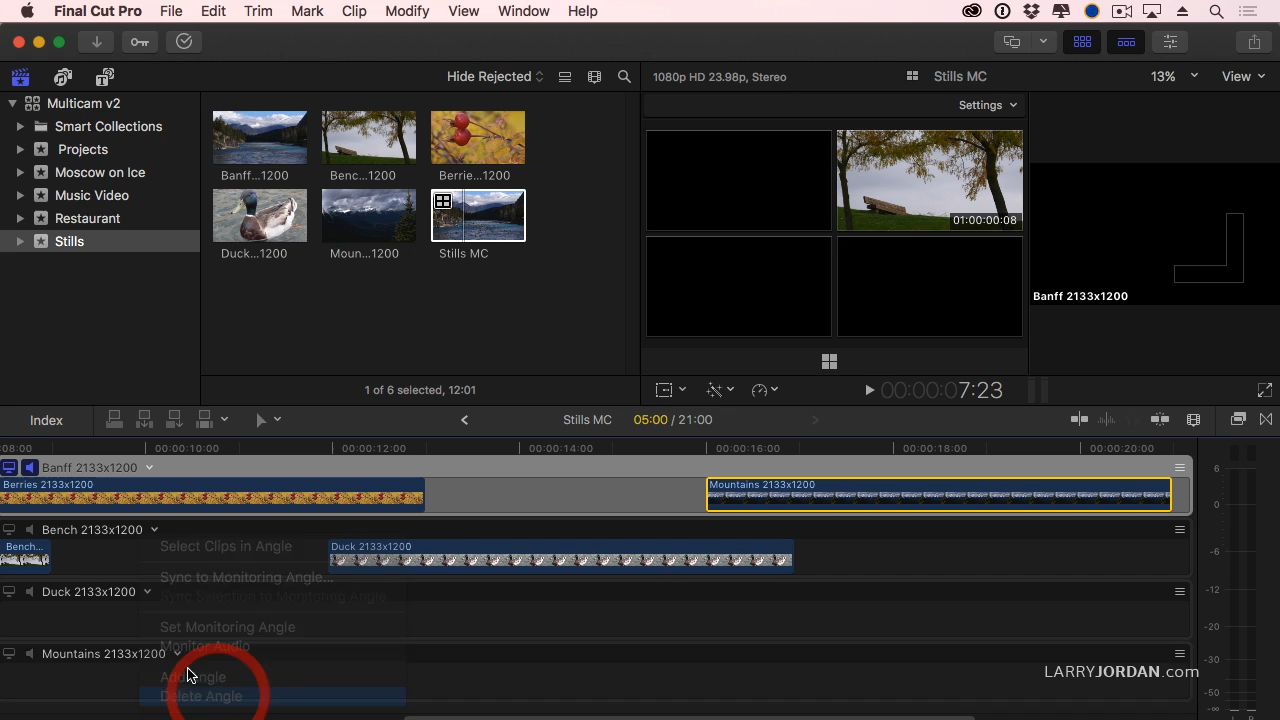 Final Cut Pro File Edit Trim Mark Clip Modify View Window Help
Hide Rejected
1080p HD 23.98p, Stereo
Stills MC
13%
View
Multicam v2
Smart Collections
Projects
Moscow on Ice
Music Video
Restaurant
Stills
Banff...1200
Benc...1200
Berrie...1200
Duck...1200
Moun...1200
Stills MC
Settings
01:00:00:08
Banff 2133x1200
1 of 6 selected, 12:01
00:00:07:23
Index
Stills MC
05:00 / 21:00
:08:00
00:00:10:00
00:00:12:00
00:00:14:00
00:00:16:00
00:00:18:00
00:00:20:00
Banff 2133x1200
Berries 2133x1200
Mountains 2133x1200
Bench 2133x1200
Bench...
Duck 2133x1200
Duck 2133x1200
Mountains 2133x1200
Select Clips in Angle
Sync to Monitoring Angle...
Sync Selection to Monitoring Angle
Set Monitoring Angle
Monitor Audio
Add Angle
Delete Angle
6
0
-6
-12
-20
-30
-50
-∞
LARRYJORDAN.com